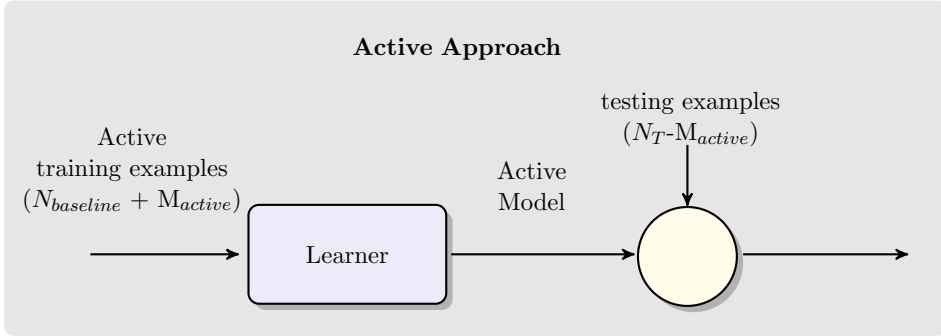 Active Approach
testing examples
(N_T-M_active)
Active
training examples
(N_baseline + M_active)
Active
Model
Learner